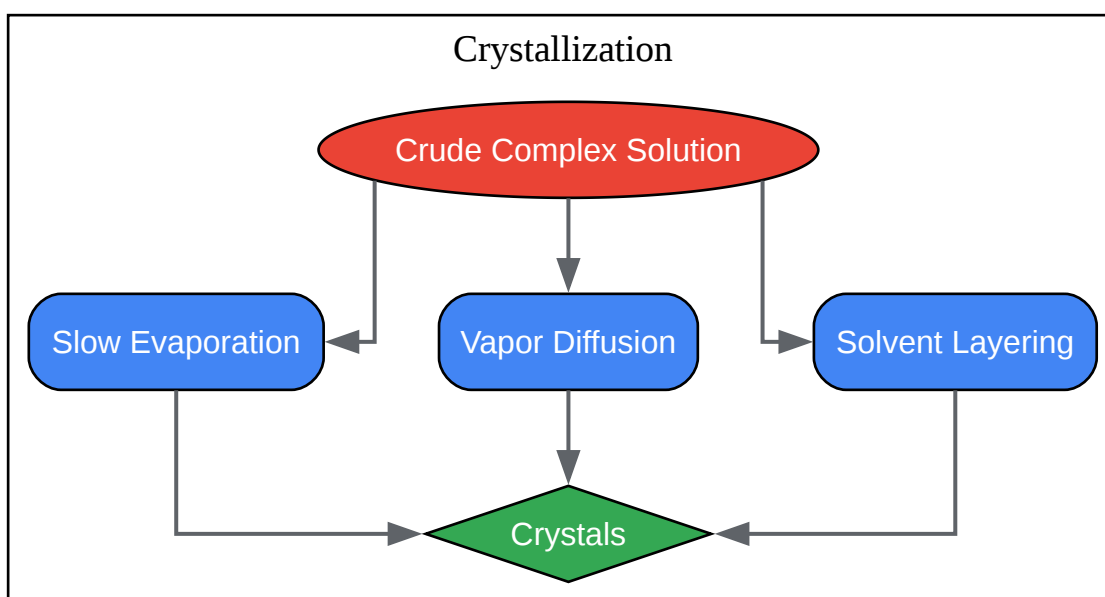 Crystallization
Crude Complex Solution
Slow Evaporation
Vapor Diffusion
Solvent Layering
Crystals